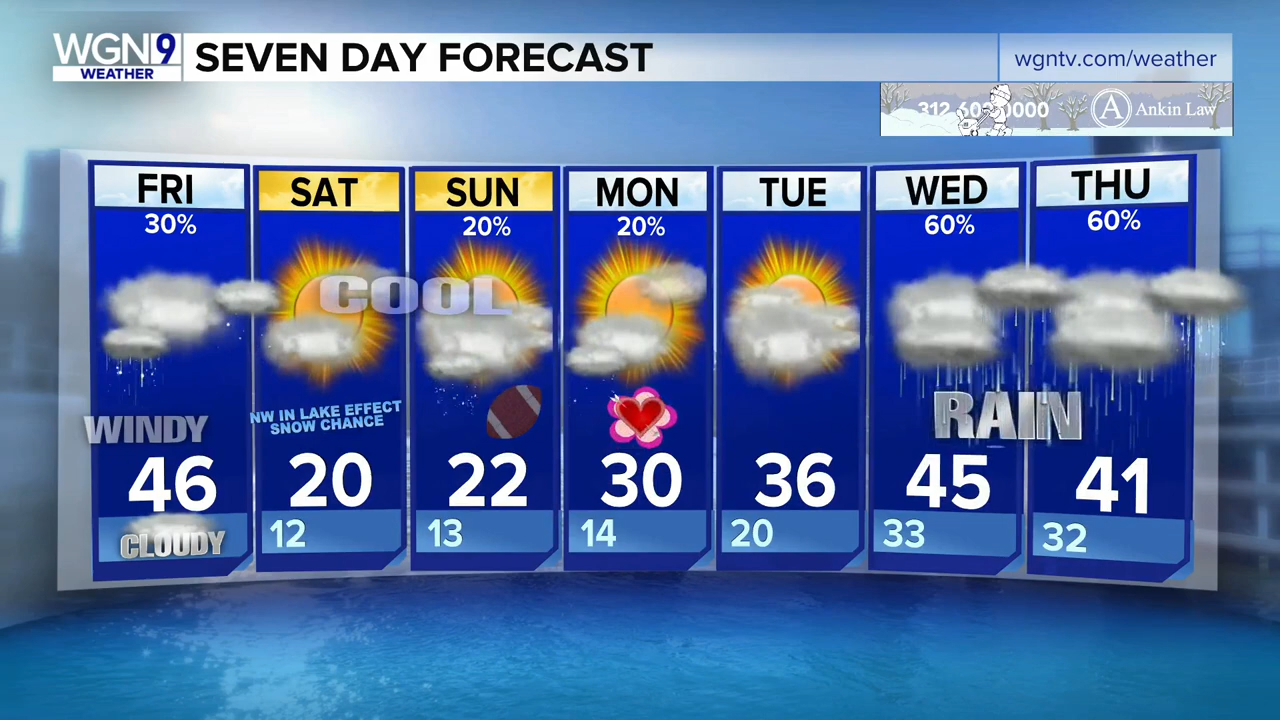 WGN 9
WEATHER
SEVEN DAY FORECAST
wgntv.com/weather
Ankin Law
FRI
30%
WINDY
46
CLOUDY
SAT
COOL
NW IN LAKE EFFECT
SNOW CHANCE
20
12
SUN
20%
22
13
MON
20%
30
14
TUE
36
20
WED
60%
RAIN
45
33
THU
60%
41
32